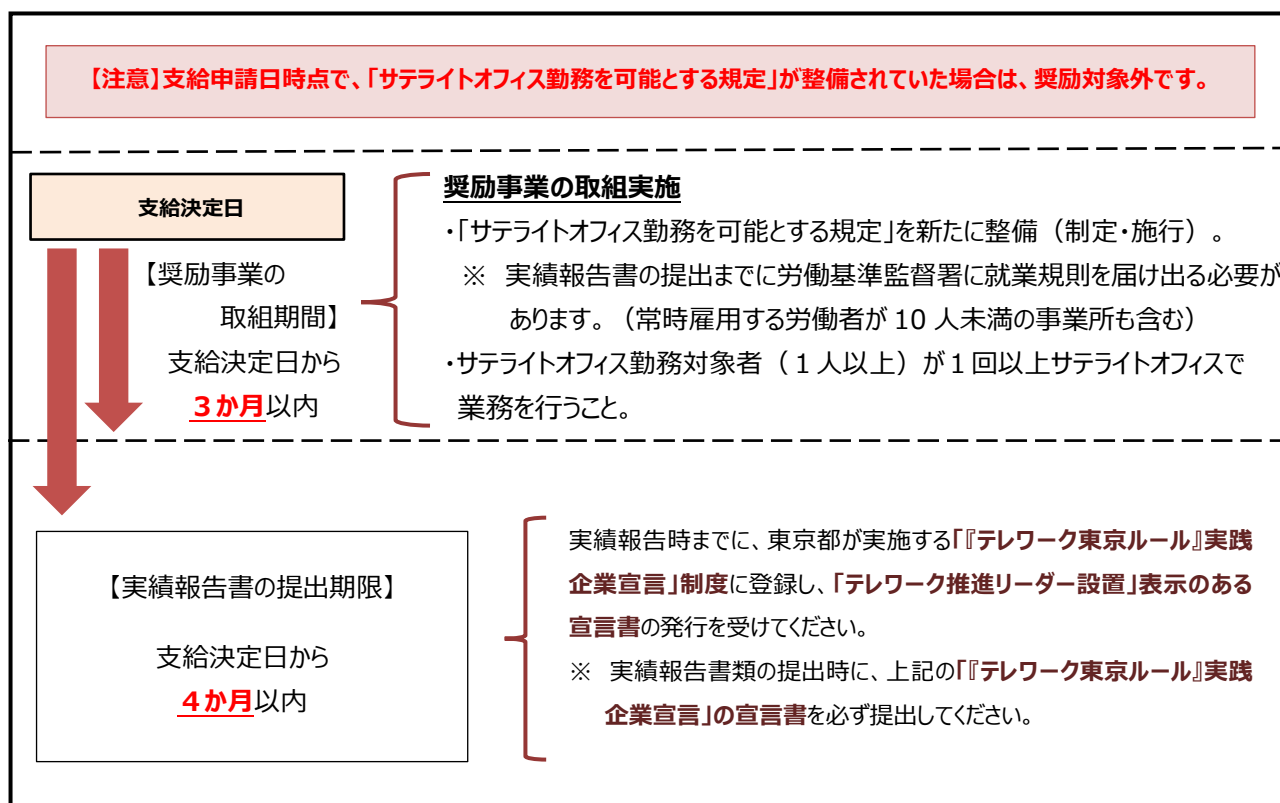 【注意】支給申請日時点で、「サテライトオフィス勤務を可能とする規定」が整備されていた場合は、奨励対象外です。
支給決定日
【奨励事業の
取組期間】
支給決定日から
３か月以内
奨励事業の取組実施
・「サテライトオフィス勤務を可能とする規定」を新たに整備（制定・施行）。
※　実績報告書の提出までに労働基準監督署に就業規則を届け出る必要が
あります。（常時雇用する労働者が 10 人未満の事業所も含む）
・サテライトオフィス勤務対象者（１人以上）が１回以上サテライトオフィスで
業務を行うこと。
【実績報告書の提出期限】
支給決定日から
４か月以内
実績報告時までに、東京都が実施する「『テレワーク東京ルール』実践
企業宣言」制度に登録し、「テレワーク推進リーダー設置」表示のある
宣言書の発行を受けてください。
※　実績報告書類の提出時に、上記の「『テレワーク東京ルール』実践
企業宣言」の宣言書を必ず提出してください。